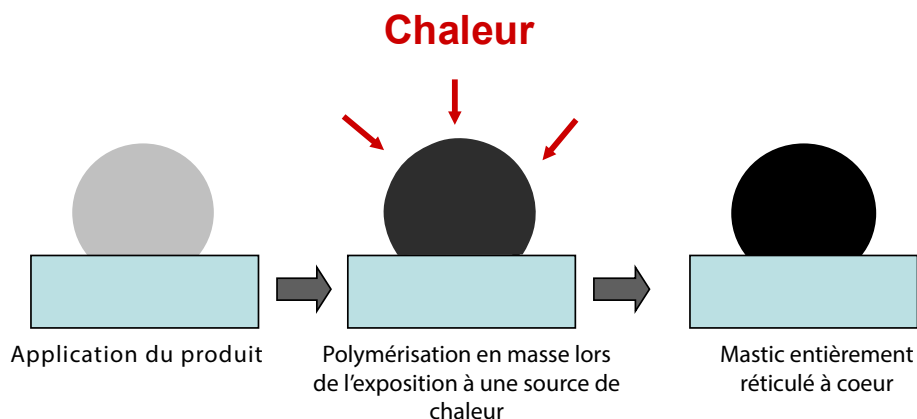 Chaleur
Application du produit
Polymérisation en masse lors
de l'exposition à une source de
chaleur
Mastic entièrement
réticulé à coeur